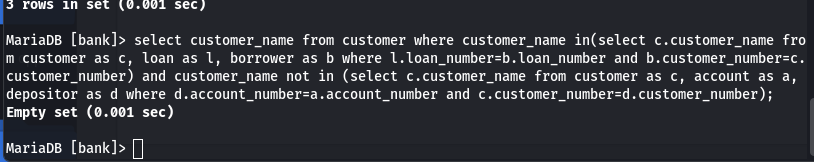 3 rows in set (0.001 sec)
MariaDB [bank]> select customer_name from customer where customer_name in(select c.customer_name fro
m customer as c, loan as l, borrower as b where l.loan_number=b.loan_number and b.customer_number=c.
customer_number) and customer_name not in (select c.customer_name from customer as c, account as a,
depositor as d where d.account_number=a.account_number and c.customer_number=d.customer_number);
Empty set (0.001 sec)
MariaDB [bank]>